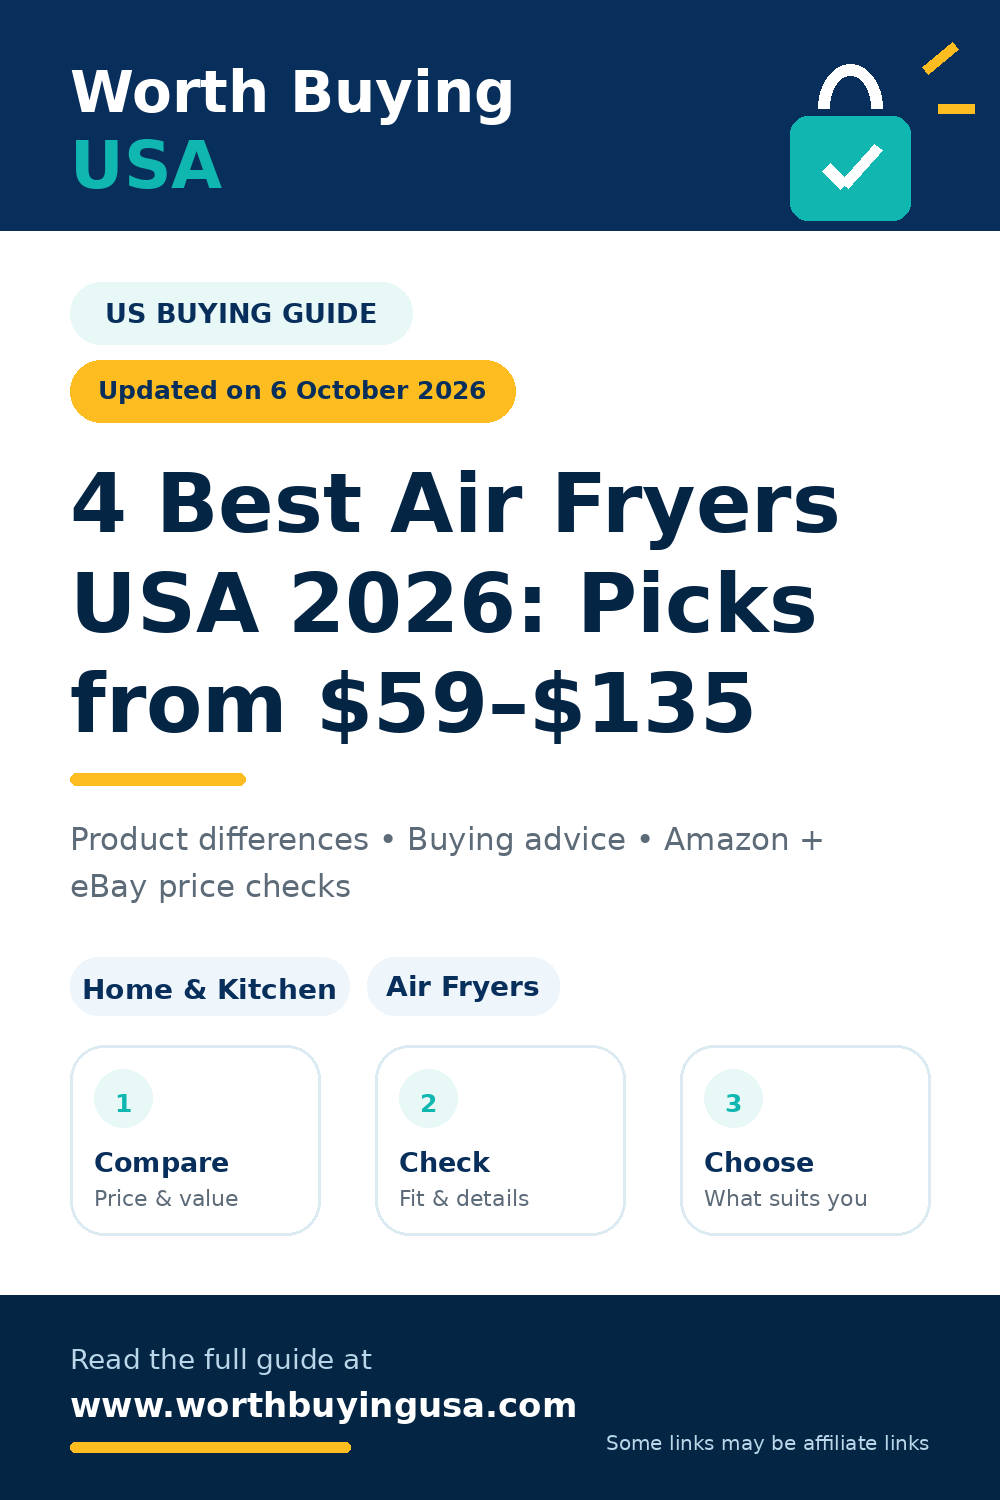 Worth Buying
USA
US BUYING GUIDE
Updated on 6 October 2026
4 Best Air Fryers
USA 2026: Picks
from $59–$135
Product differences • Buying advice • Amazon +
eBay price checks
Home & Kitchen
Air Fryers
1
Compare
Price & value
2
Check
Fit & details
3
Choose
What suits you
Read the full guide at
www.worthbuyingusa.com
Some links may be affiliate links